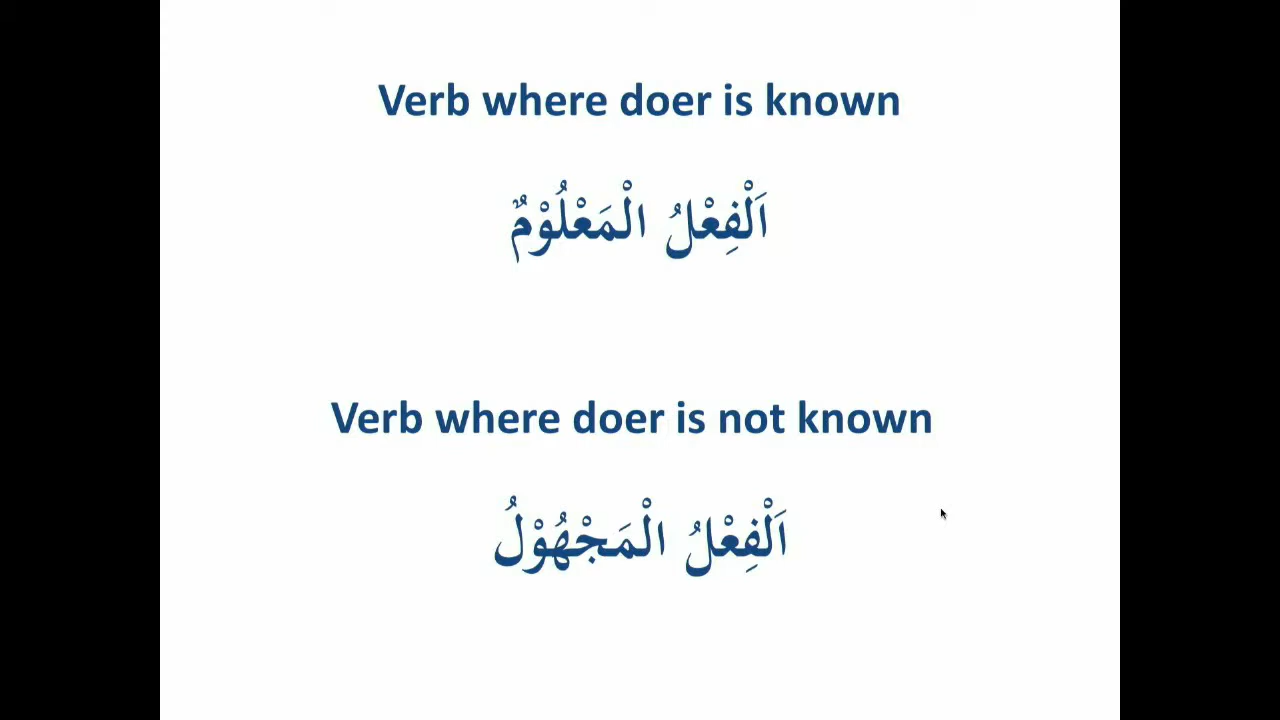 Verb where doer is known
اَلْفِعْلُ الْمَعْلُوْمٌ
Verb where doer is not known
اَلْفِعْلُ الْمَجْهُوْلُ